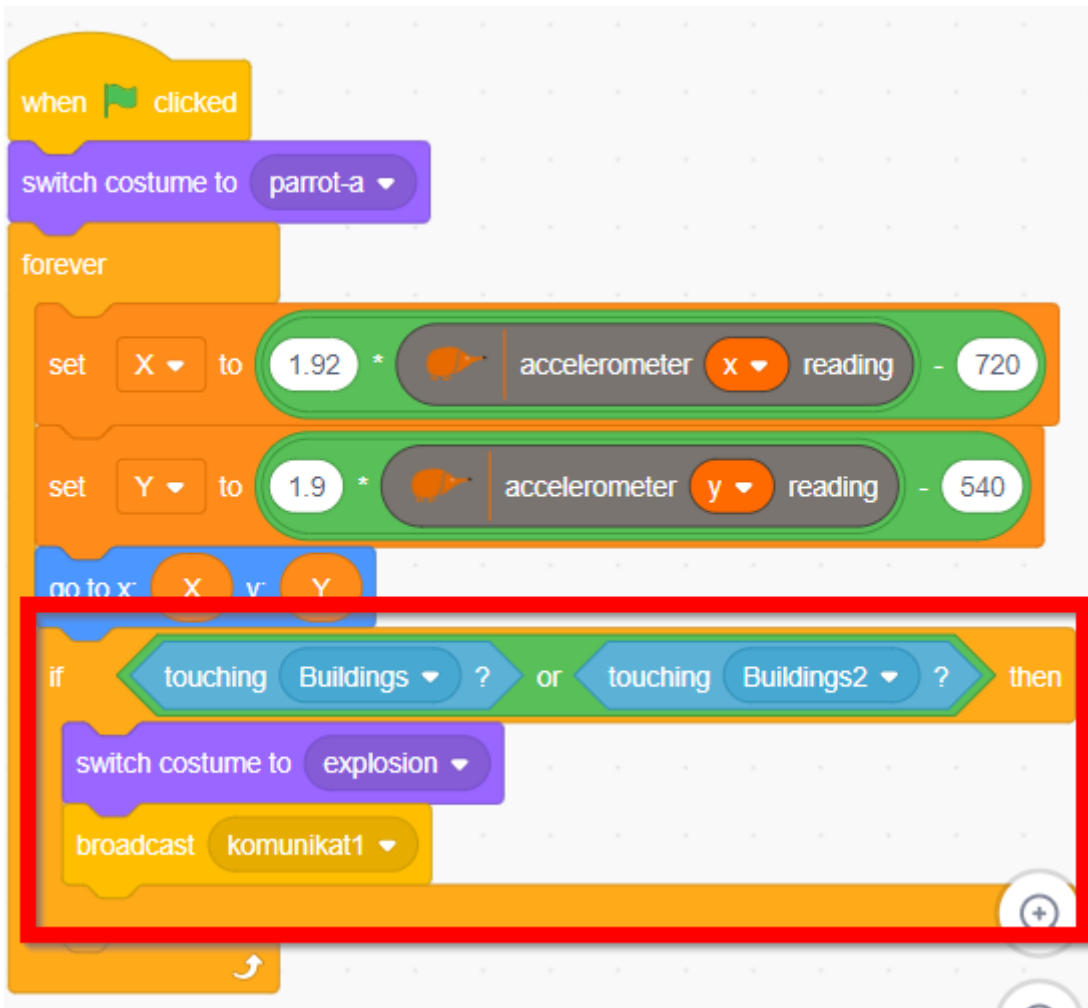 when clicked
switch costume to parrot-a
forever
set X to 1.92 * accelerometer x reading - 720
set Y to 1.9 * accelerometer y reading - 540
go to x: X y: Y
if touching Buildings ? or touching Buildings2 ? then
switch costume to explosion
broadcast komunikat1